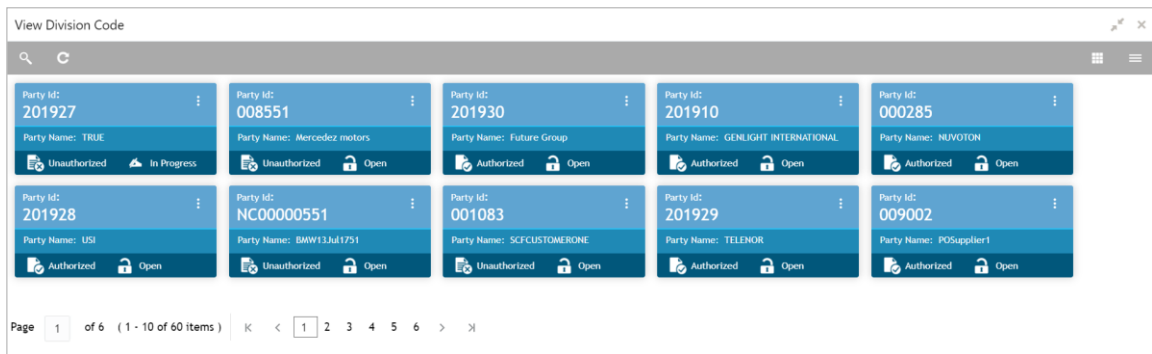 View Division Code
Party Id:
201927
Party Name: TRUE
Unauthorized In Progress
Party Id:
008551
Party Name: Mercedez motors
Unauthorized Open
Party Id:
201930
Party Name: Future Group
Authorized Open
Party Id:
201910
Party Name: GENLIGHT INTERNATIONAL
Authorized Open
Party Id:
000285
Party Name: NUVOTON
Authorized Open
Party Id:
201928
Party Name: USI
Authorized Open
Party Id:
NC00000551
Party Name: BMW13Jul1751
Unauthorized Open
Party Id:
001083
Party Name: SCFCUSTOMERONE
Unauthorized Open
Party Id:
201929
Party Name: TELENOR
Authorized Open
Party Id:
009002
Party Name: POSupplier1
Authorized Open
Page 1 of 6 ( 1 - 10 of 60 items ) 1 2 3 4 5 6